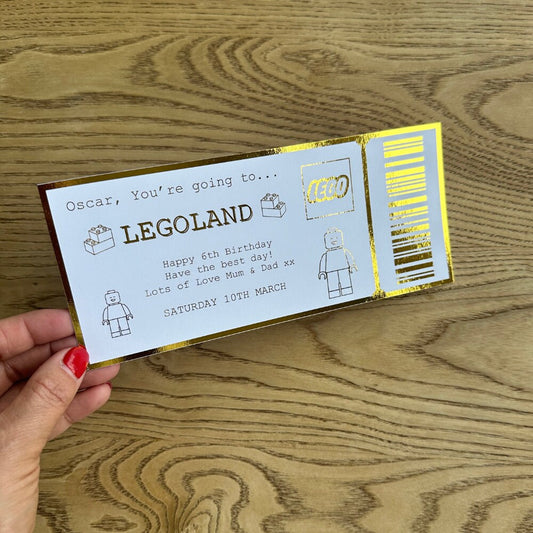 Oscar, You're going to...
LEGO
LEGOLAND
Happy 6th Birthday
Have the best day!
Lots of Love Mum & Dad xx
SATURDAY 10TH MARCH